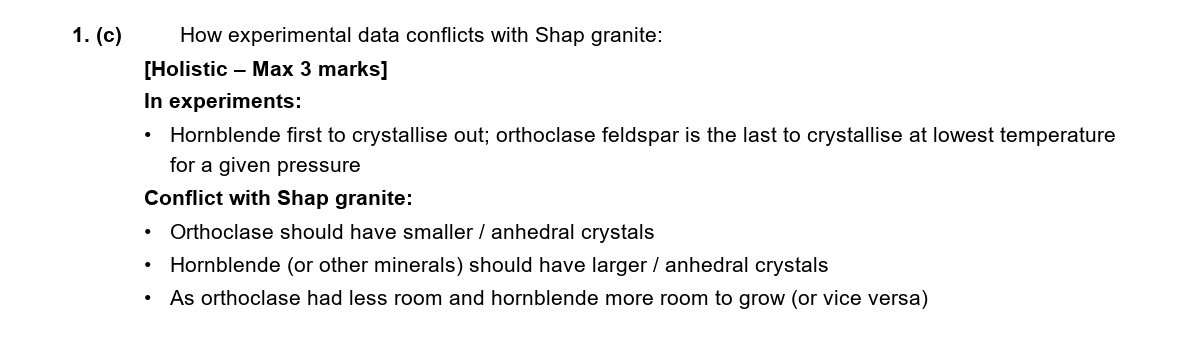 1. (c) How experimental data conflicts with Shap granite:
[Holistic – Max 3 marks]
In experiments:
• Hornblende first to crystallise out; orthoclase feldspar is the last to crystallise at lowest temperature
for a given pressure
Conflict with Shap granite:
• Orthoclase should have smaller / anhedral crystals
• Hornblende (or other minerals) should have larger / anhedral crystals
• As orthoclase had less room and hornblende more room to grow (or vice versa)